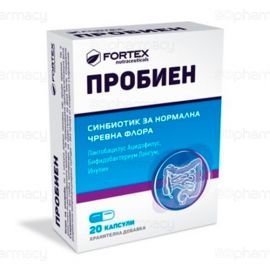 FORTEX
nutraceuticals
ПРОБИЕН
СИНБИОТИК ЗА НОРМАЛНА
ЧРЕВНА ФЛОРА
Лактобацилус Ацидофилус,
Бифидобактериум Лонгум,
Инулин
20 КАПСУЛИ
ХРАНИТЕЛНА ДОБАВКА